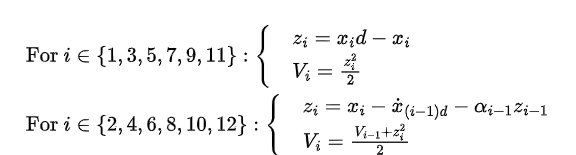 For i ∈ {1, 3, 5, 7, 9, 11} : { z_i = x_i d − x_i
V_i = z_i^2 / 2
For i ∈ {2, 4, 6, 8, 10, 12} : { z_i = x_i − ẋ_{(i−1)d} − α_{i−1} z_{i−1}
V_i = (V_{i−1} + z_i^2) / 2